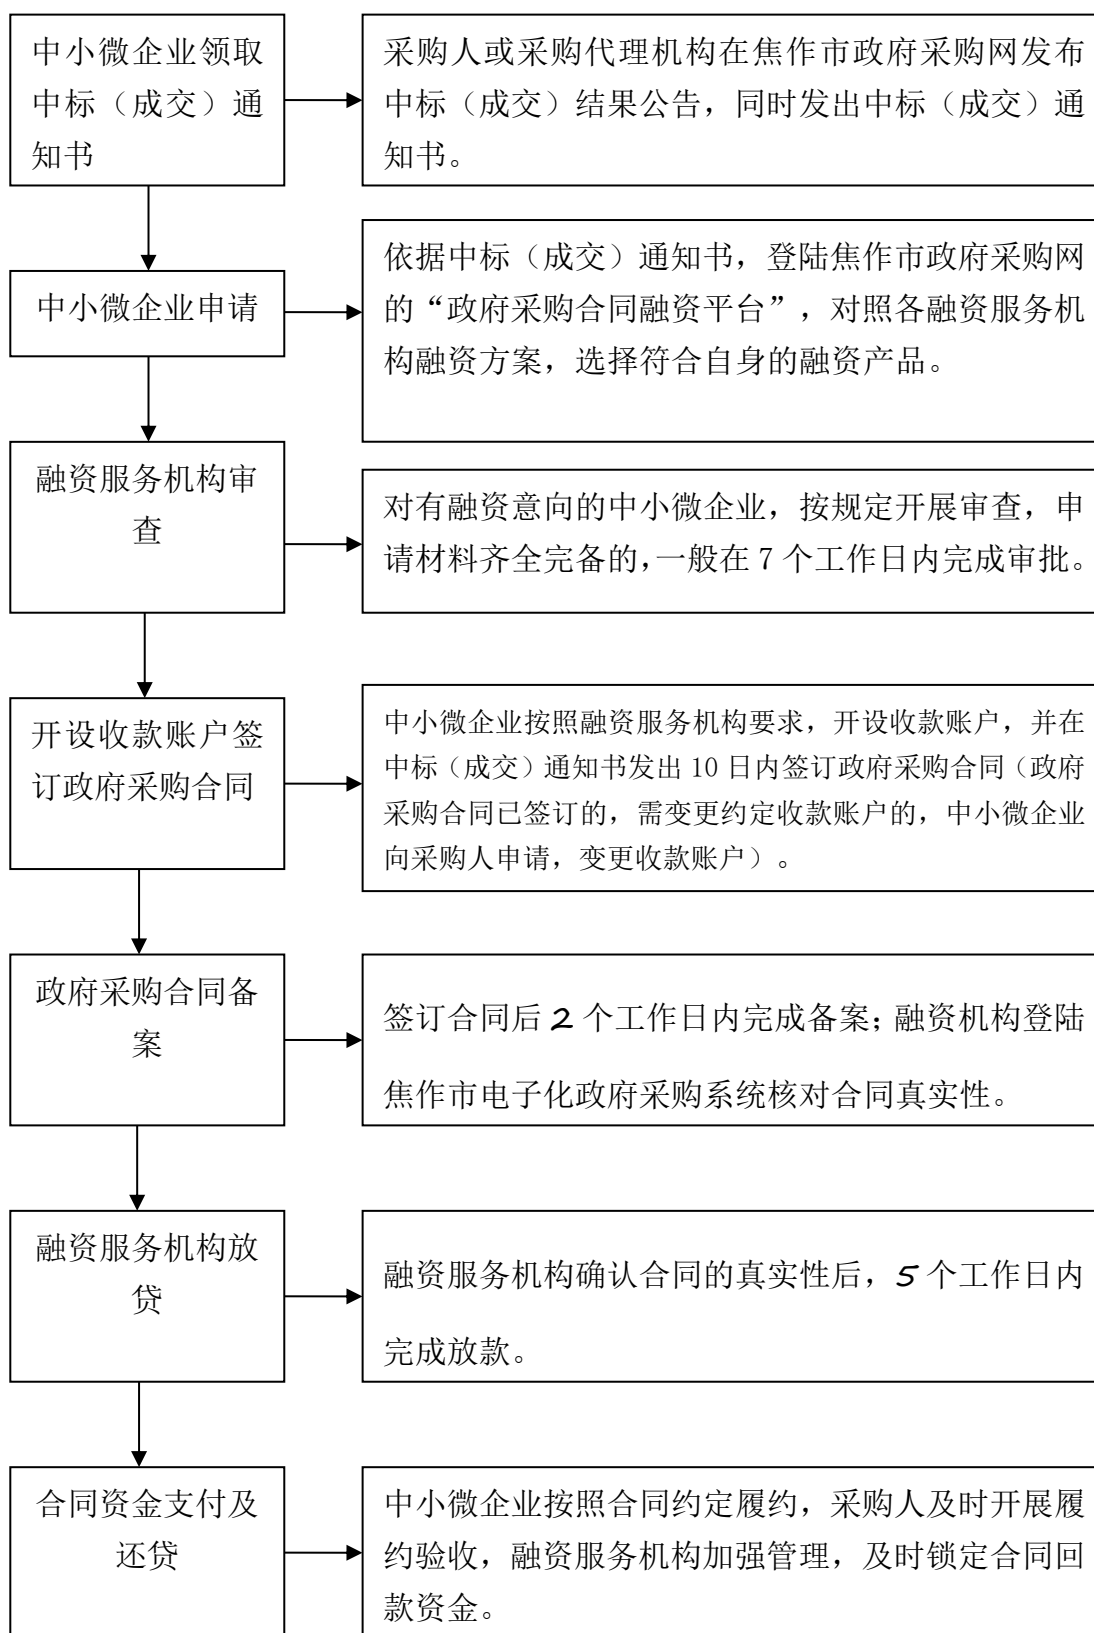 中小微企业领取
中标（成交）通
知书
采购人或采购代理机构在焦作市政府采购网发布
中标（成交）结果公告，同时发出中标（成交）通
知书。
中小微企业申请
依据中标（成交）通知书，登陆焦作市政府采购网
的“政府采购合同融资平台”，对照各融资服务机
构融资方案，选择符合自身的融资产品。
融资服务机构审
查
对有融资意向的中小微企业，按规定开展审查，申
请材料齐全完备的，一般在 7 个工作日内完成审批。
开设收款账户签
订政府采购合同
中小微企业按照融资服务机构要求，开设收款账户，并在
中标（成交）通知书发出 10 日内签订政府采购合同（政府
采购合同已签订的，需变更约定收款账户的，中小微企业
向采购人申请，变更收款账户）。
政府采购合同备
案
签订合同后 2 个工作日内完成备案；融资机构登陆
焦作市电子化政府采购系统核对合同真实性。
融资服务机构放
贷
融资服务机构确认合同的真实性后，5 个工作日内
完成放款。
合同资金支付及
还贷
中小微企业按照合同约定履约，采购人及时开展履
约验收，融资服务机构加强管理，及时锁定合同回
款资金。